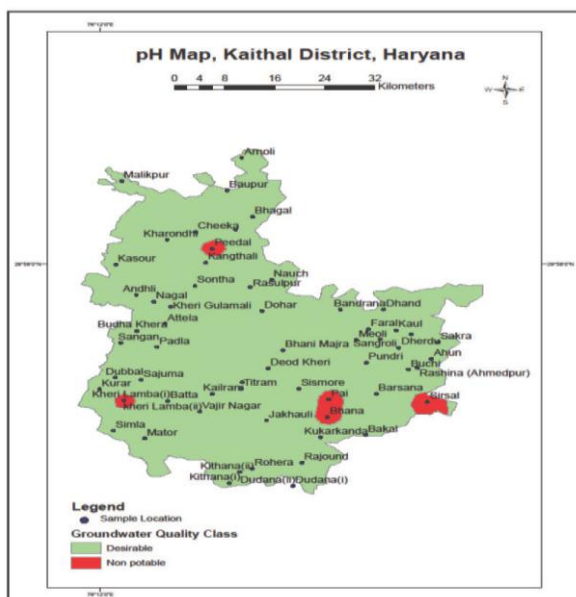 pH Map, Kaithal District, Haryana
0 4 8 16 24 32
Kilometers
N
W E
S
Arnoli
Malikpur
Baupur
Bhagal
Cheeka
Kharondhi
Peedal
Kangthali
Kasour
Nauch
Sontha
Rasulpur
Andhli
Nagal
Kheri Gulamali
Dohar
Bandrana
Dhand
Attela
Budha Khera
Faral
Kaul
Sangan
Padla
Meoli
Sangroli
Dherdu
Sakra
Bhani Majra
Ahun
Pundri
Deod Kheri
Buchi
Rashina (Ahmedpur)
Dubbal
Sajuma
Kurar
Kailram
Titram
Sismore
Barsana
Kheri Lamba(i)
Batta
Pai
Sirsal
kheri Lamba(ii)
Vajir Nagar
Jakhauli
Bhana
Simla
Mator
Kukarkanda
Bakal
Rajound
Kithana(ii)
Rohera
Kithana(i)
Dudana(ii)
Dudana(i)
Legend
Sample Location
Groundwater Quality Class
Desirable
Non potable